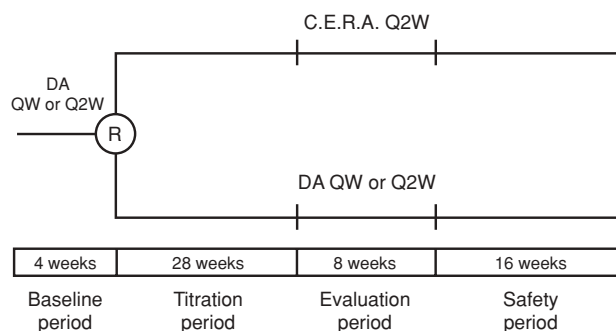 C.E.R.A. Q2W
DA
QW or Q2W
R
DA QW or Q2W
4 weeks
28 weeks
8 weeks
16 weeks
Baseline
period
Titration
period
Evaluation
period
Safety
period